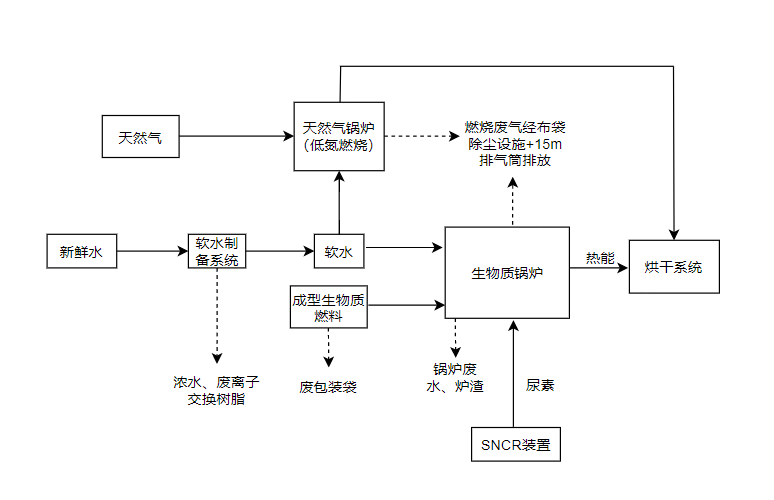 天然气
天然气锅炉
（低氮燃烧）
燃烧废气经布袋
除尘设施+15m
排气筒排放
新鲜水
软水制
备系统
软水
生物质锅炉
热能
烘干系统
成型生物质
燃料
浓水、废离子
交换树脂
废包装袋
锅炉废
水、炉渣
尿素
SNCR装置